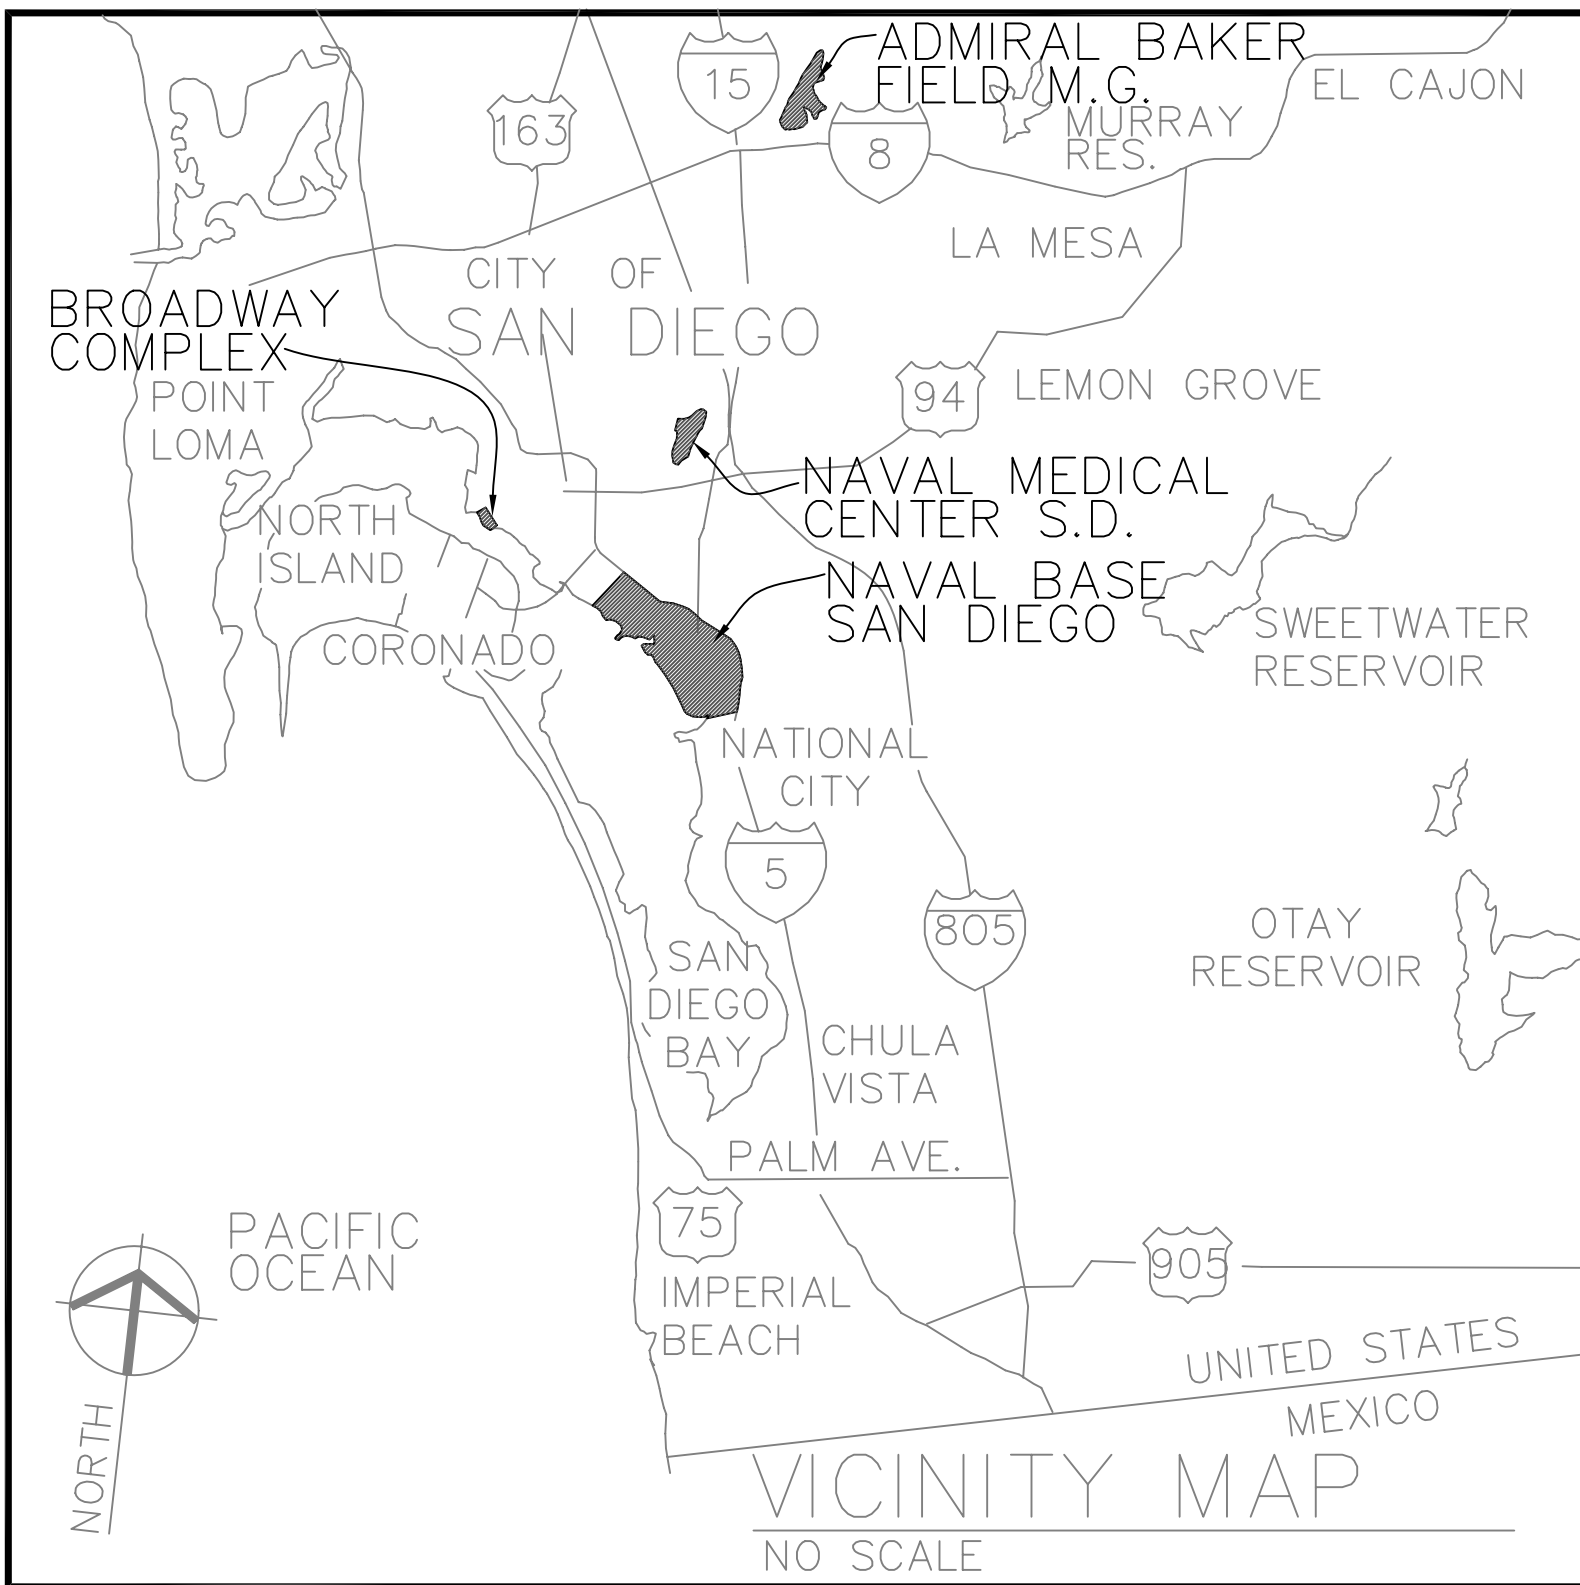 ADMIRAL BAKER
FIELD M.G.
15
163
8
EL CAJON
MURRAY
RES.
LA MESA
CITY OF
SAN DIEGO
BROADWAY
COMPLEX
POINT
LOMA
94
LEMON GROVE
NAVAL MEDICAL
CENTER S.D.
NORTH
ISLAND
NAVAL BASE
SAN DIEGO
CORONADO
SWEETWATER
RESERVOIR
NATIONAL
CITY
5
805
OTAY
RESERVOIR
SAN
DIEGO
BAY
CHULA
VISTA
PALM AVE.
75
PACIFIC
OCEAN
905
IMPERIAL
BEACH
UNITED STATES
MEXICO
NORTH
VICINITY MAP
NO SCALE